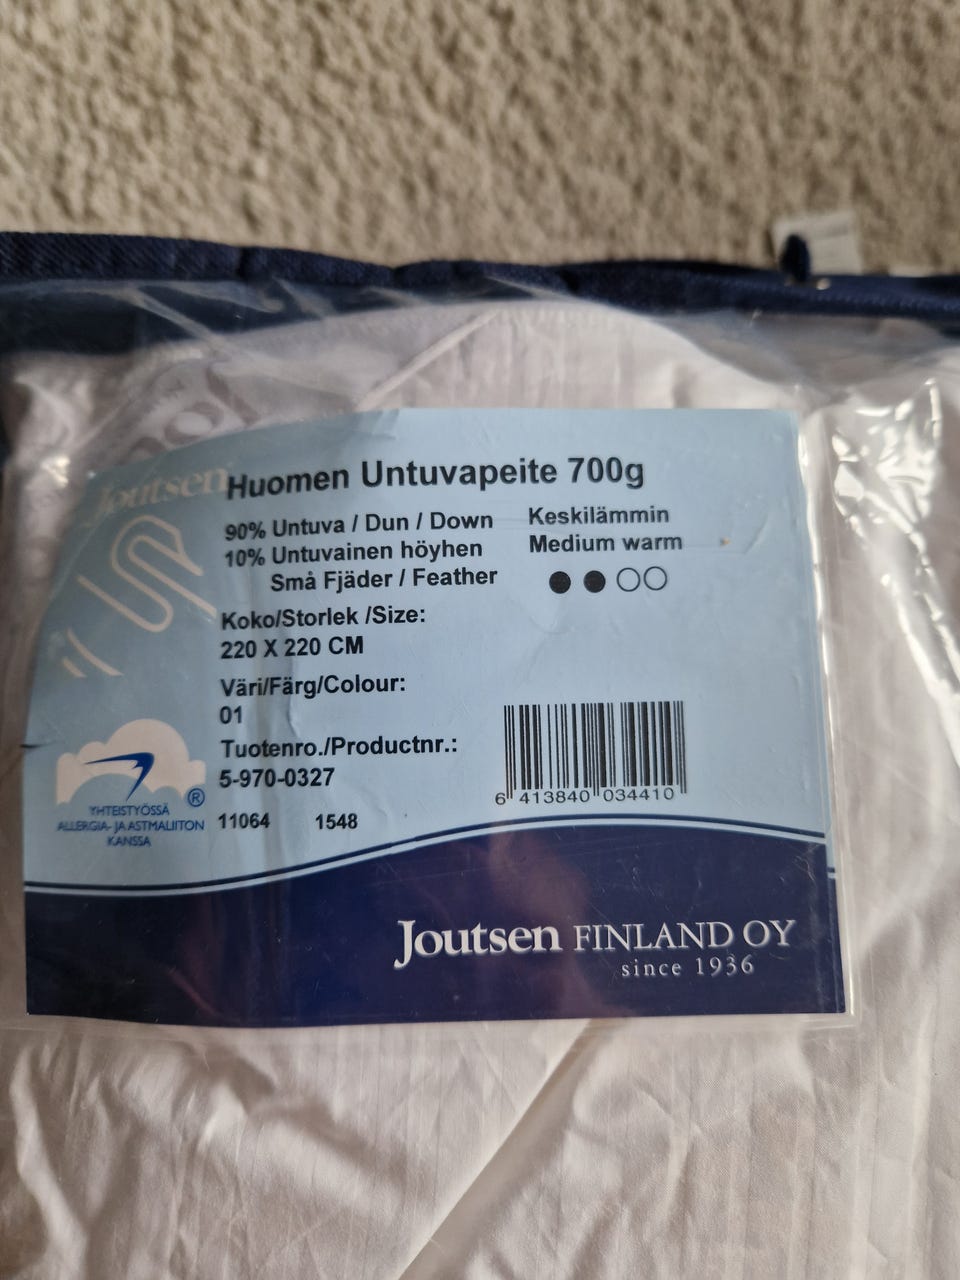 Joutsen
Huomen Untuvapeite 700g
90% Untuva / Dun / Down
10% Untuvainen höyhen
Små Fjäder / Feather
Keskilämmin
Medium warm
Koko/Storlek /Size:
220 X 220 CM
Väri/Färg/Colour:
01
Tuotenro./Productnr.:
5-970-0327
11064 1548
6 413840 034410
®
YHTEISTYÖSSÄ
ALLERGIA- JA ASTMALIITON
KANSSA
Joutsen FINLAND OY
since 1936